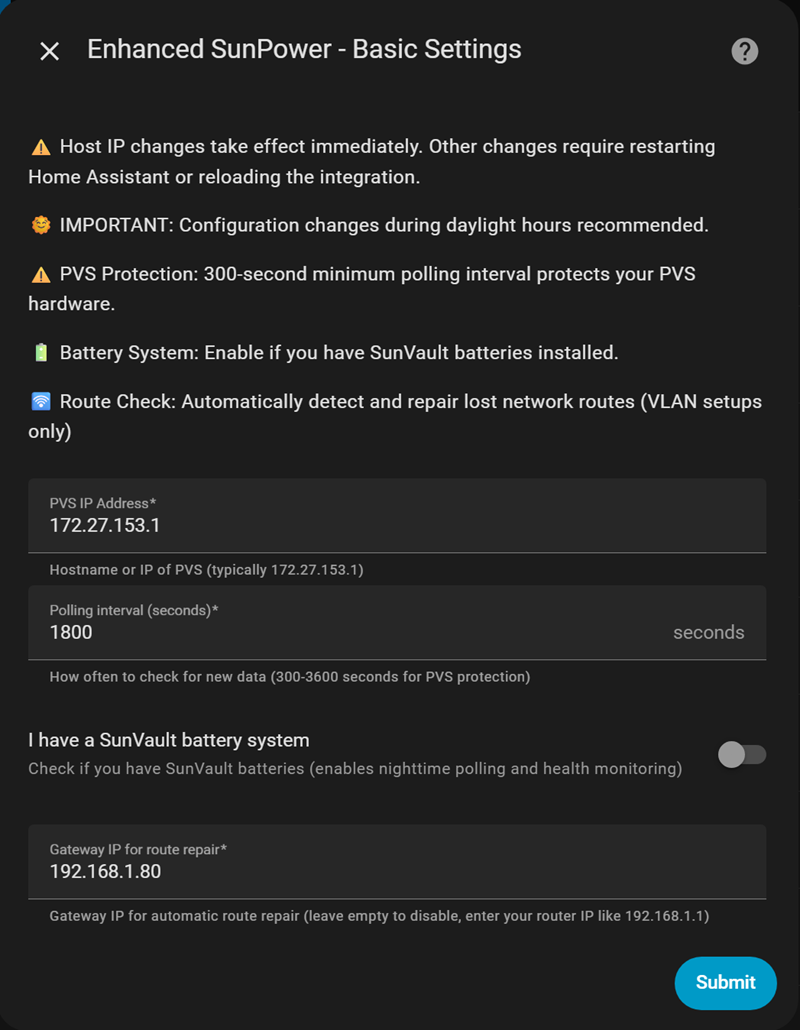 Enhanced SunPower - Basic Settings
⚠️ Host IP changes take effect immediately. Other changes require restarting
Home Assistant or reloading the integration.
🌞 IMPORTANT: Configuration changes during daylight hours recommended.
⚠️ PVS Protection: 300-second minimum polling interval protects your PVS
hardware.
🔋 Battery System: Enable if you have SunVault batteries installed.
🛜 Route Check: Automatically detect and repair lost network routes (VLAN setups
only)
PVS IP Address*
172.27.153.1
Hostname or IP of PVS (typically 172.27.153.1)
Polling interval (seconds)*
1800 seconds
How often to check for new data (300-3600 seconds for PVS protection)
I have a SunVault battery system
Check if you have SunVault batteries (enables nighttime polling and health monitoring)
Gateway IP for route repair*
192.168.1.80
Gateway IP for automatic route repair (leave empty to disable, enter your router IP like 192.168.1.1)
Submit